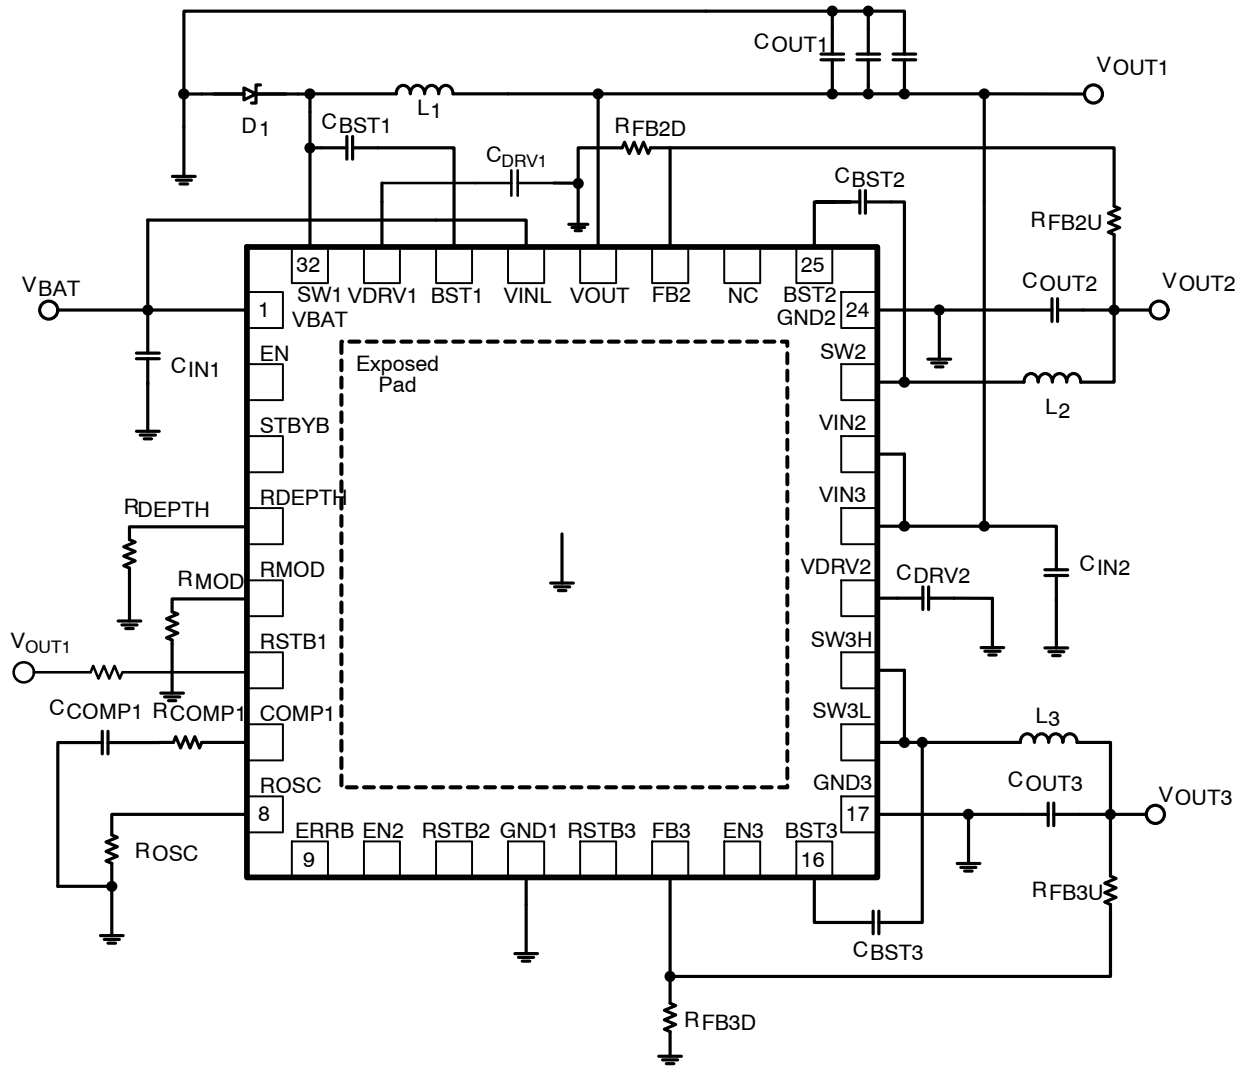 COUT1
VOUT1
D1
L1
CBST1
RFB2D
CDRV1
CBST2
RFB2U
VBAT
COUT2
VOUT2
32
25
SW1
VDRV1
BST1
VINL
VOUT
FB2
NC
BST2
1
VBAT
GND2
24
CIN1
EN
Exposed
Pad
SW2
L2
STBYB
VIN2
RDEPTH
RDEPTH
VIN3
RMOD
RMOD
VDRV2
CDRV2
CIN2
VOUT1
RSTB1
SW3H
CCOMP1
RCOMP1
COMP1
SW3L
L3
ROSC
GND3
COUT3
VOUT3
8
17
ROSC
ERRB
EN2
RSTB2
GND1
RSTB3
FB3
EN3
BST3
9
16
RFB3U
CBST3
RFB3D